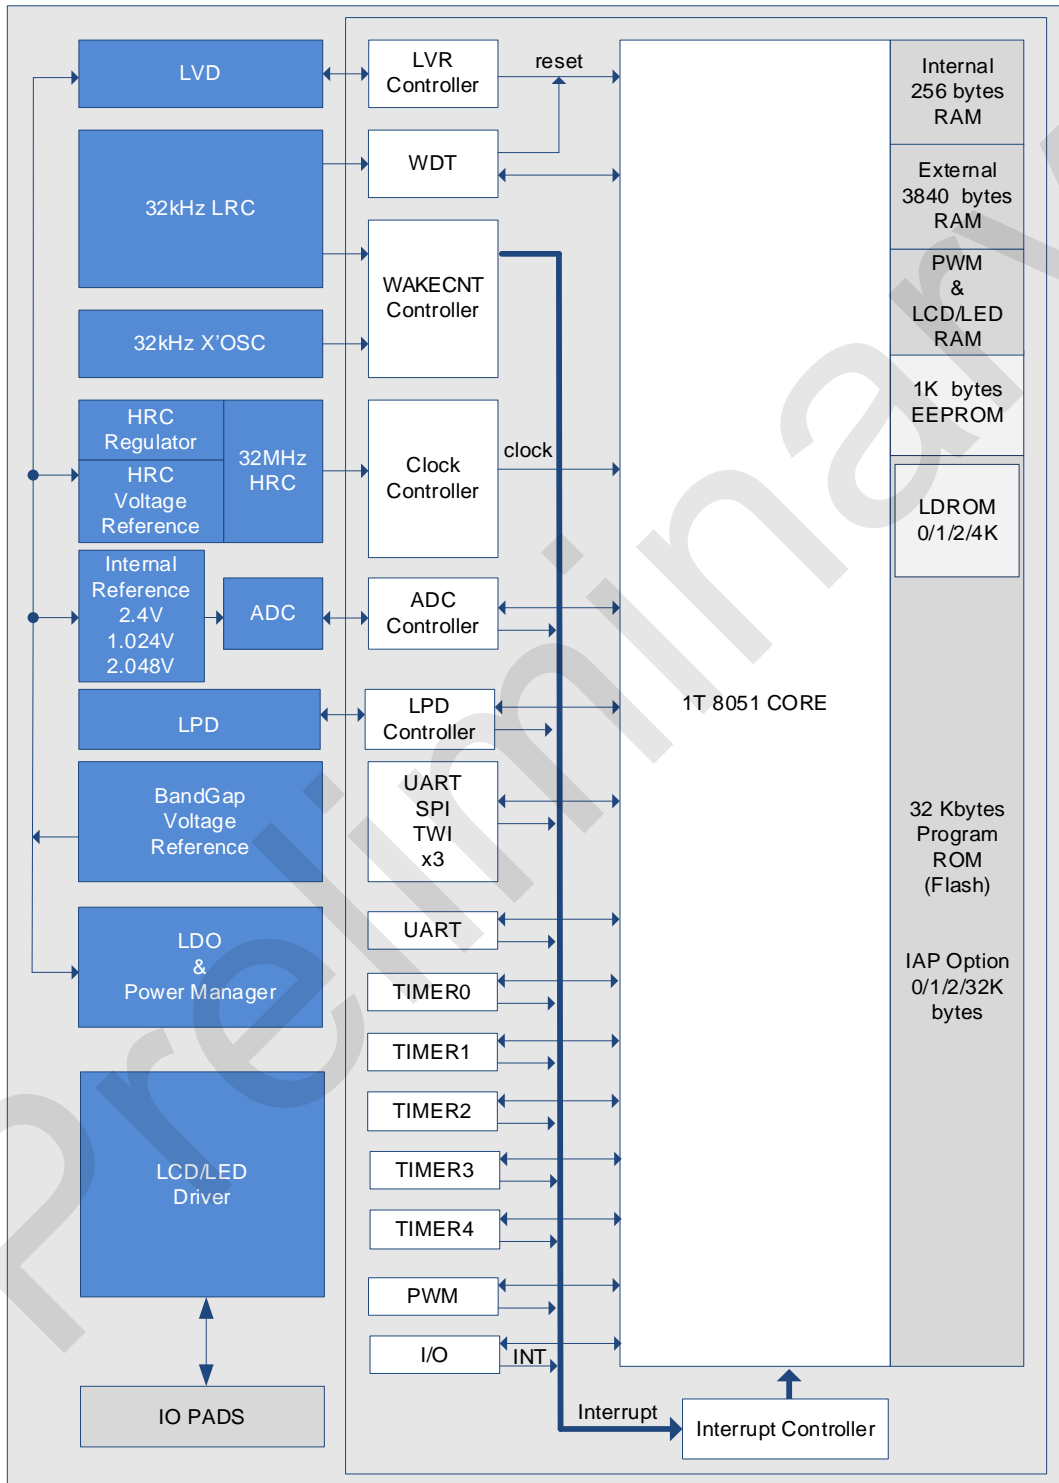 LVD
LVR
Controller
reset
WDT
32kHz LRC
WAKECNT
Controller
32kHz X'OSC
HRC
Regulator
HRC
Voltage
Reference
32MHz
HRC
Clock
Controller
clock
Internal
Reference
2.4V
1.024V
2.048V
ADC
ADC
Controller
LPD
LPD
Controller
BandGap
Voltage
Reference
UART
SPI
TWI
x3
LDO
&
Power Manager
UART
TIMER0
TIMER1
TIMER2
TIMER3
TIMER4
PWM
I/O
INT
LCD/LED
Driver
IO PADS
Interrupt
Interrupt Controller
1T 8051 CORE
Internal
256 bytes
RAM
External
3840 bytes
RAM
PWM
&
LCD/LED
RAM
1K bytes
EEPROM
LDROM
0/1/2/4K
32 Kbytes
Program
ROM
(Flash)
IAP Option
0/1/2/32K
bytes
Preliminary